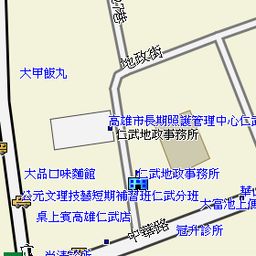 港
地政街
大甲飯丸
高雄市長期照護管理中心仁武
仁武地政事務所
大品口味麵館
仁武地政事務所
公元文理技藝短期補習班仁武分班
華
大富池上便
桌上賓高雄仁武店
中華路
冠升診所